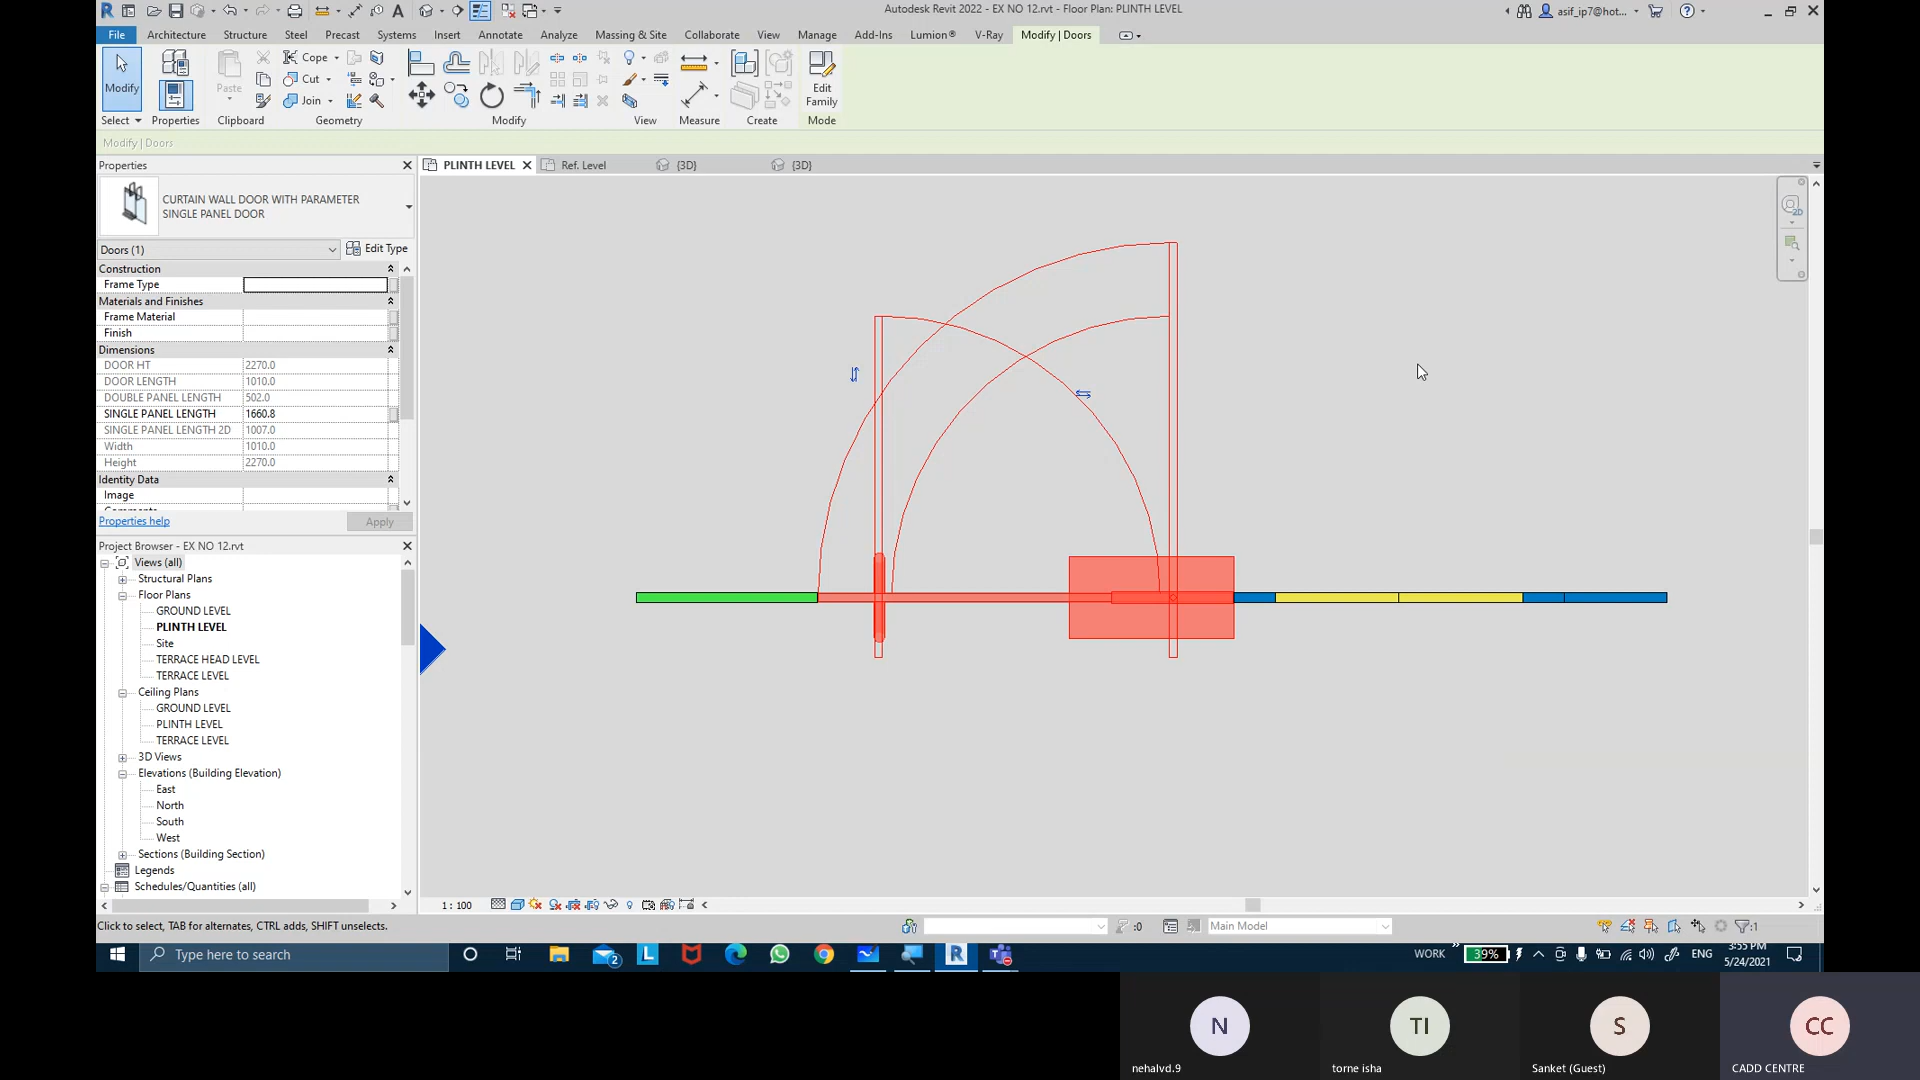 Autodesk Revit 2022 - EX NO 12.rvt - Floor Plan: PLINTH LEVEL
asif_ip7@hot...
File Architecture Structure Steel Precast Systems Insert Annotate Analyze Massing & Site Collaborate View Manage Add-Ins Lumion® V-Ray Modify | Doors
Cope
Cut
Join
Modify
Paste
Edit
Family
Select Properties Clipboard Geometry Modify View Measure Create Mode
Modify | Doors
Properties
PLINTH LEVEL
Ref. Level
{3D}
{3D}
CURTAIN WALL DOOR WITH PARAMETER
SINGLE PANEL DOOR
Doors (1)
Edit Type
Construction
Frame Type
Materials and Finishes
Frame Material
Finish
Dimensions
DOOR HT 2270.0
DOOR LENGTH 1010.0
DOUBLE PANEL LENGTH 502.0
SINGLE PANEL LENGTH 1660.8
SINGLE PANEL LENGTH 2D 1007.0
Width 1010.0
Height 2270.0
Identity Data
Image
Properties help
Apply
Project Browser - EX NO 12.rvt
Views (all)
Structural Plans
Floor Plans
GROUND LEVEL
PLINTH LEVEL
Site
TERRACE HEAD LEVEL
TERRACE LEVEL
Ceiling Plans
GROUND LEVEL
PLINTH LEVEL
TERRACE LEVEL
3D Views
Elevations (Building Elevation)
East
North
South
West
Sections (Building Section)
Legends
Schedules/Quantities (all)
1 : 100
Click to select, TAB for alternates, CTRL adds, SHIFT unselects.
:0
Main Model
:1
Type here to search
2
WORK
39%
ENG
3:55 PM
5/24/2021
N
TI
S
CC
nehalvd.9
torne isha
Sanket (Guest)
CADD CENTRE